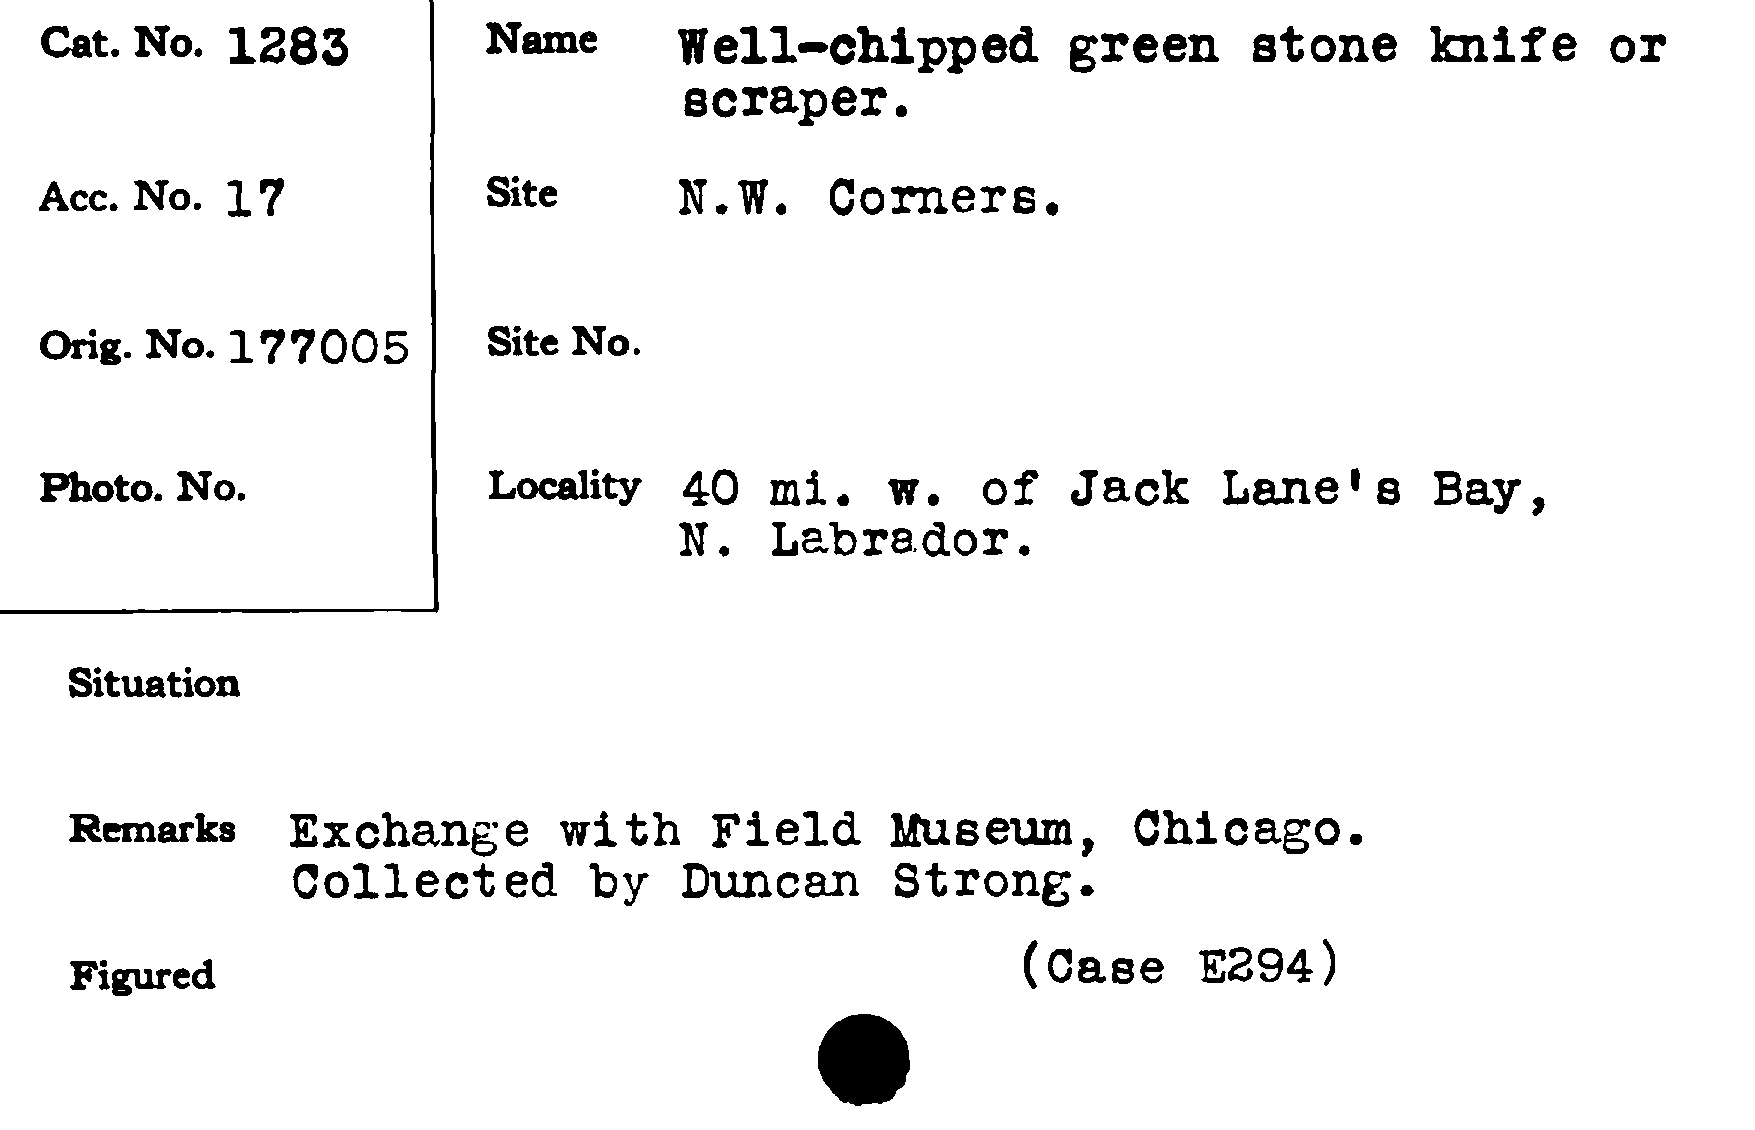 Cat. No. 1283
Name Well-chipped green stone knife or
scraper.
Acc. No. 17
Site N.W. Corners.
Orig. No. 177005
Site No.
Photo. No.
Locality 40 mi. w. of Jack Lane's Bay,
N. Labrador.
Situation
Remarks Exchange with Field Museum, Chicago.
Collected by Duncan Strong.
Figured
(Case E294)